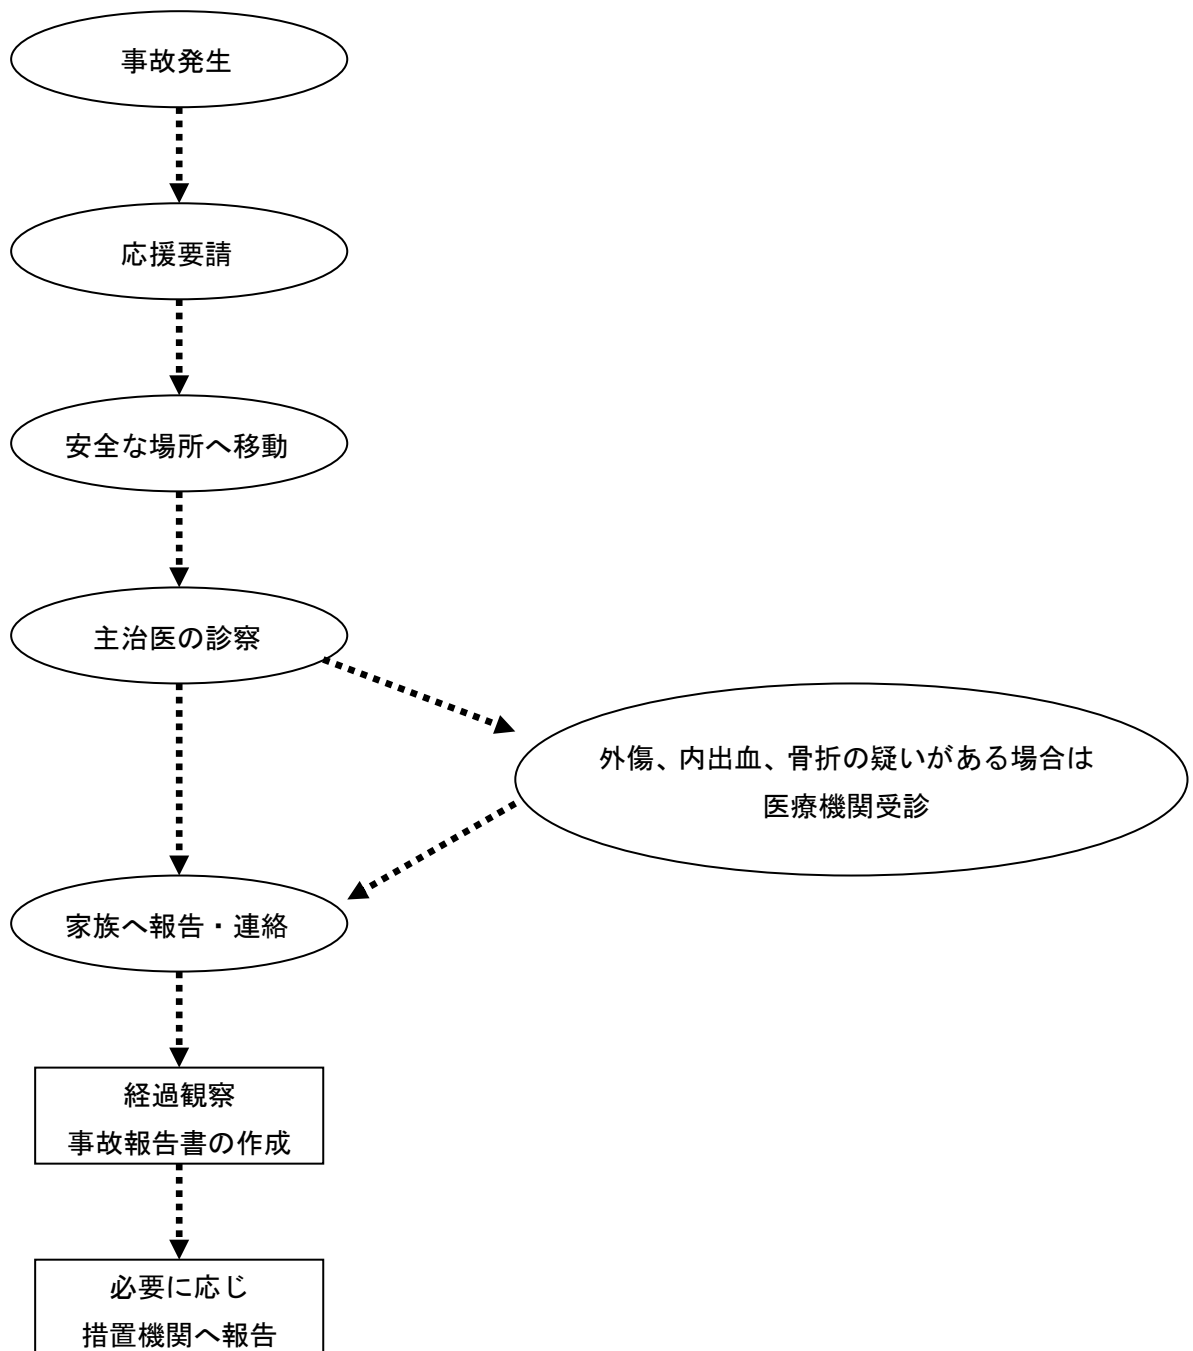 事故発生
応援要請
安全な場所へ移動
主治医の診察
外傷、内出血、骨折の疑いがある場合は
医療機関受診
家族へ報告・連絡
経過観察
事故報告書の作成
必要に応じ
措置機関へ報告